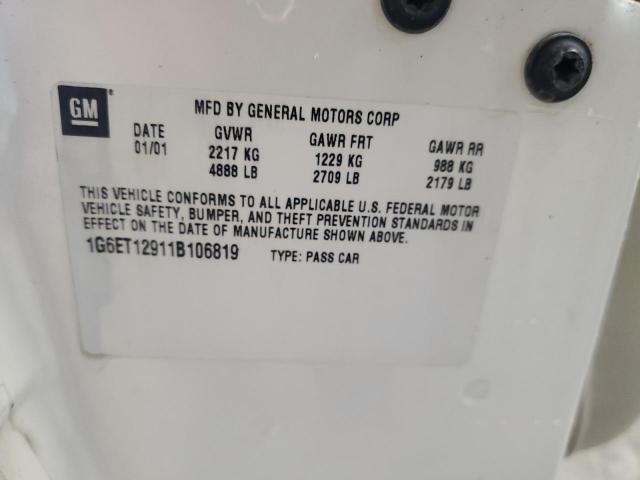 GM
MFD BY GENERAL MOTORS CORP
DATE GVWR GAWR FRT GAWR RR
01/01 2217 KG 1229 KG 988 KG
4888 LB 2709 LB 2179 LB
THIS VEHICLE CONFORMS TO ALL APPLICABLE U.S. FEDERAL MOTOR
VEHICLE SAFETY, BUMPER, AND THEFT PREVENTION STANDARDS IN
EFFECT ON THE DATE OF MANUFACTURE SHOWN ABOVE.
1G6ET12911B106819 TYPE: PASS CAR